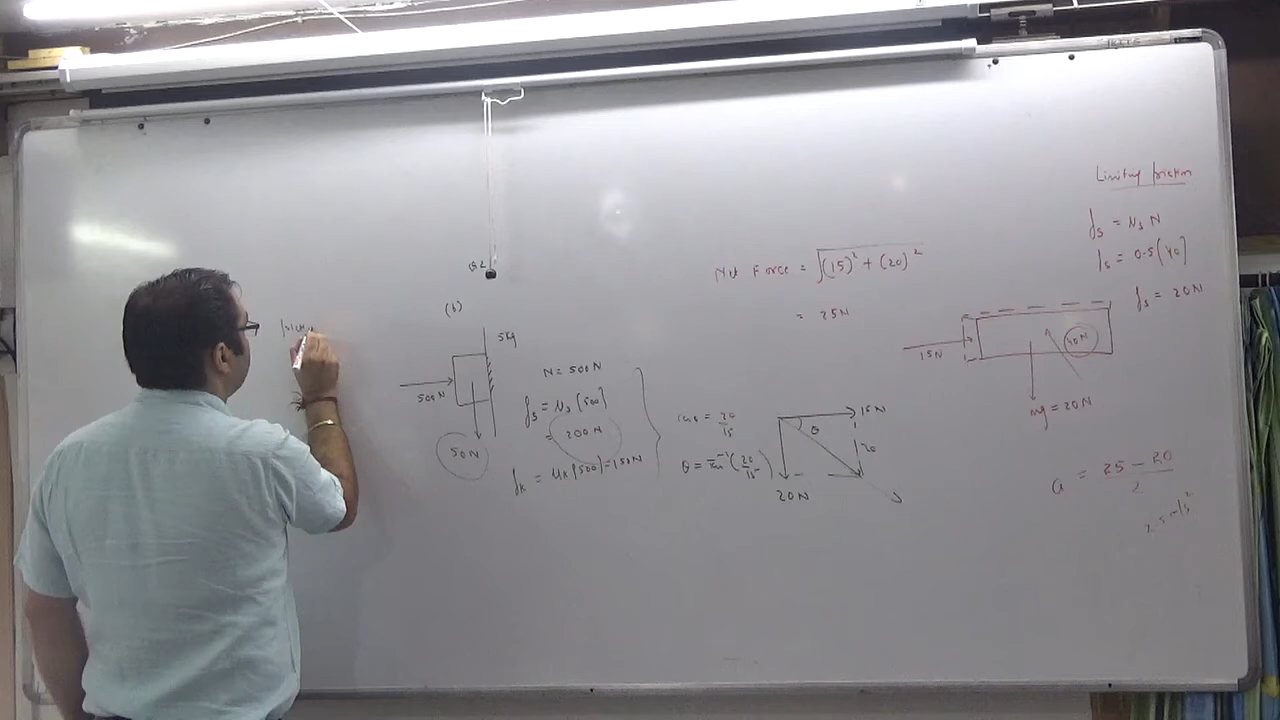 Q2
(b)
5kg
500N
50N
N = 500N
fs = μs(500)
= 200N
fk = μk(500) = 150N
Net Force = √(15)² + (20)²
= 25N
20/15
θ = tan⁻¹(20/15)
15N
θ
20
20N
Limiting friction
fs = μs N
fs = 0.5(40)
fs = 20N
15N
40N
mg = 20N
a = 25 - 20 / 2